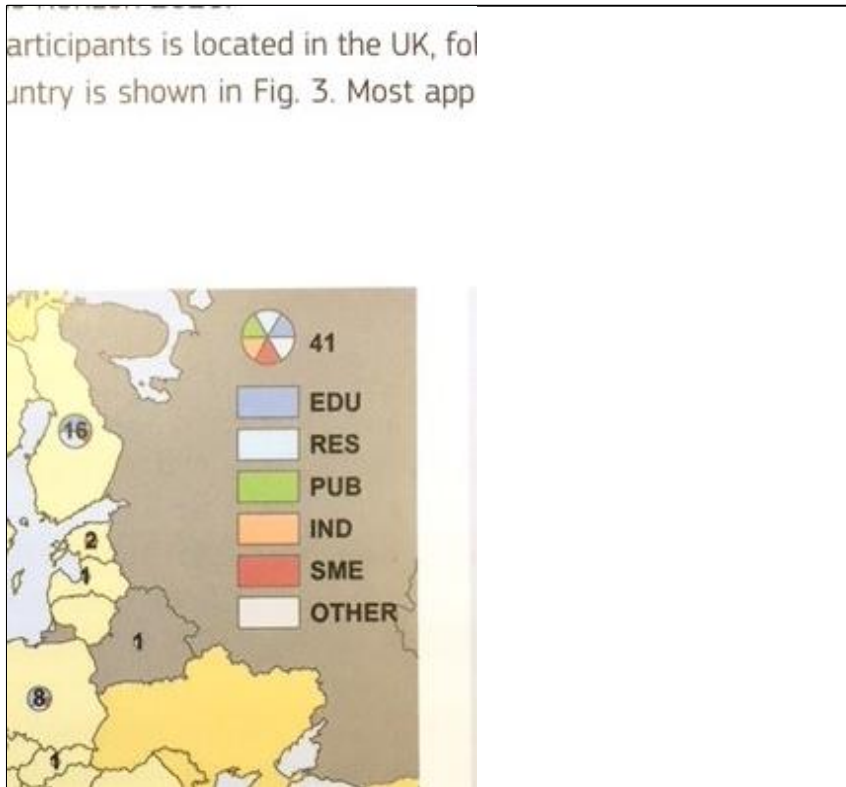 articipants is located in the UK, fol
untry is shown in Fig. 3. Most app
41
EDU
16
RES
PUB
IND
2
SME
1
OTHER
1
8
1